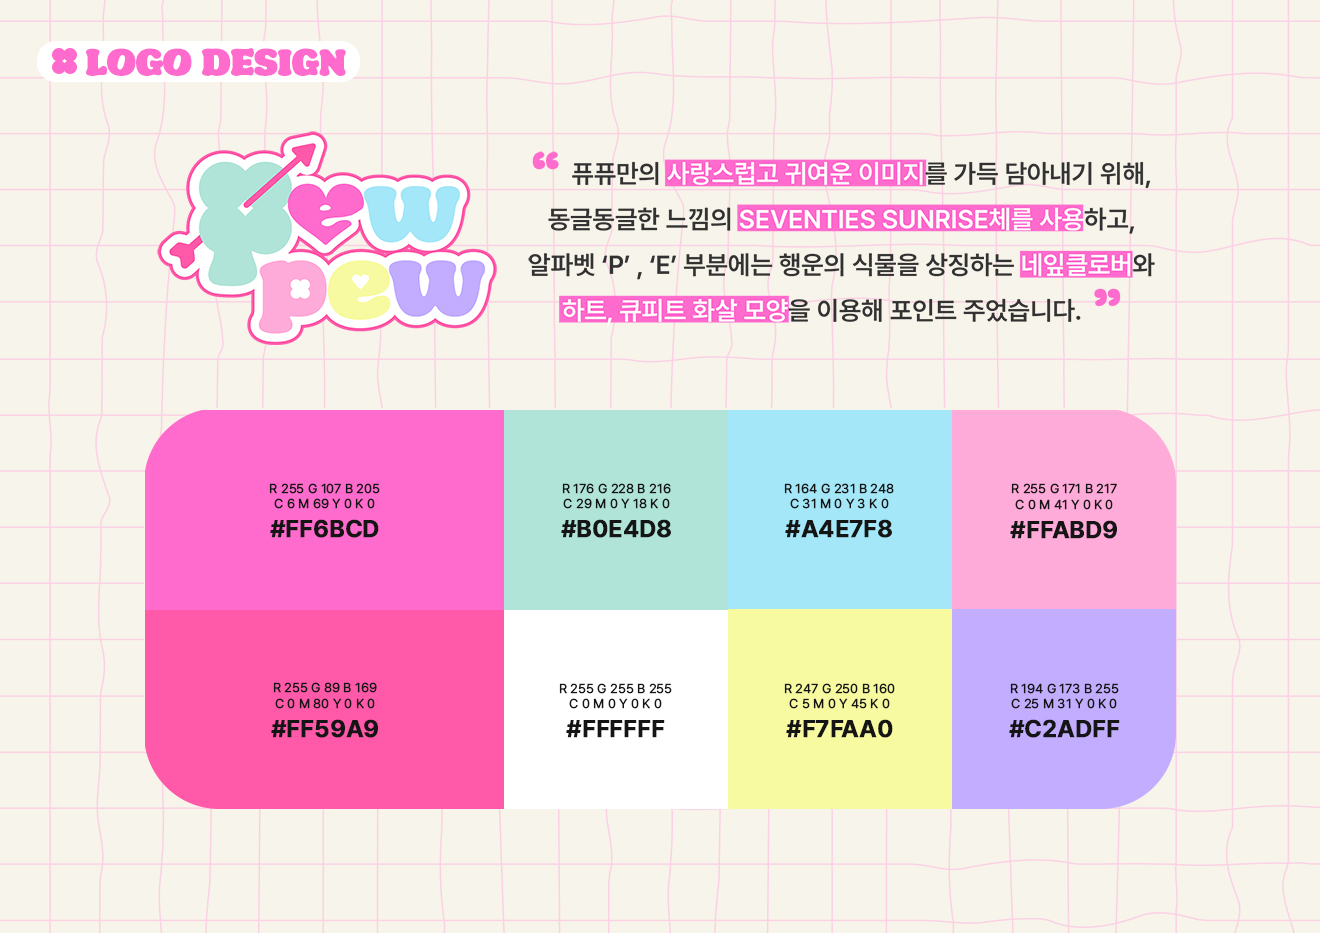 LOGO DESIGN
Pew
pew
“ 퓨퓨만의 사랑스럽고 귀여운 이미지를 가득 담아내기 위해,
동글동글한 느낌의 SEVENTIES SUNRISE체를 사용하고,
알파벳 ‘P’ , ‘E’ 부분에는 행운의 식물을 상징하는 네잎클로버와
하트, 큐피트 화살 모양을 이용해 포인트 주었습니다. ”
R 255 G 107 B 205
C 6 M 69 Y 0 K 0
#FF6BCD
R 176 G 228 B 216
C 29 M 0 Y 18 K 0
#B0E4D8
R 164 G 231 B 248
C 31 M 0 Y 3 K 0
#A4E7F8
R 255 G 171 B 217
C 0 M 41 Y 0 K 0
#FFABD9
R 255 G 89 B 169
C 0 M 80 Y 0 K 0
#FF59A9
R 255 G 255 B 255
C 0 M 0 Y 0 K 0
#FFFFFF
R 247 G 250 B 160
C 5 M 0 Y 45 K 0
#F7FAA0
R 194 G 173 B 255
C 25 M 31 Y 0 K 0
#C2ADFF